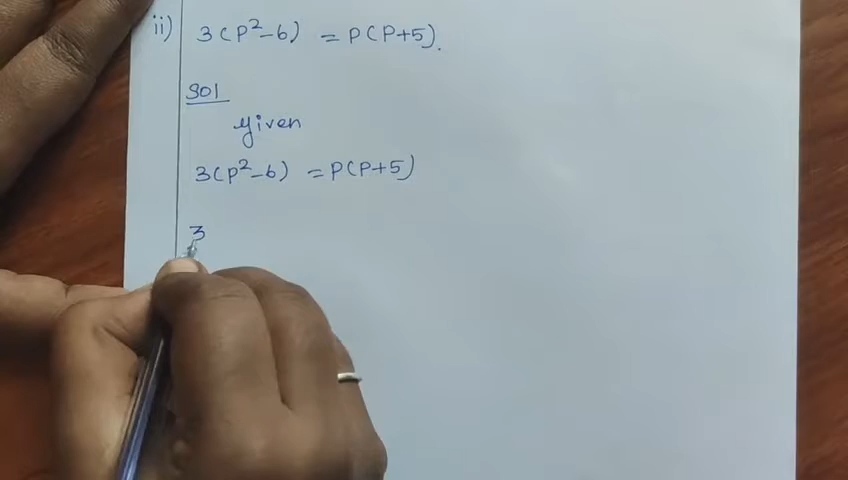 ii) 3(P²-6) = P(P+5).
Sol
given
3(P²-6) = P(P+5)
3